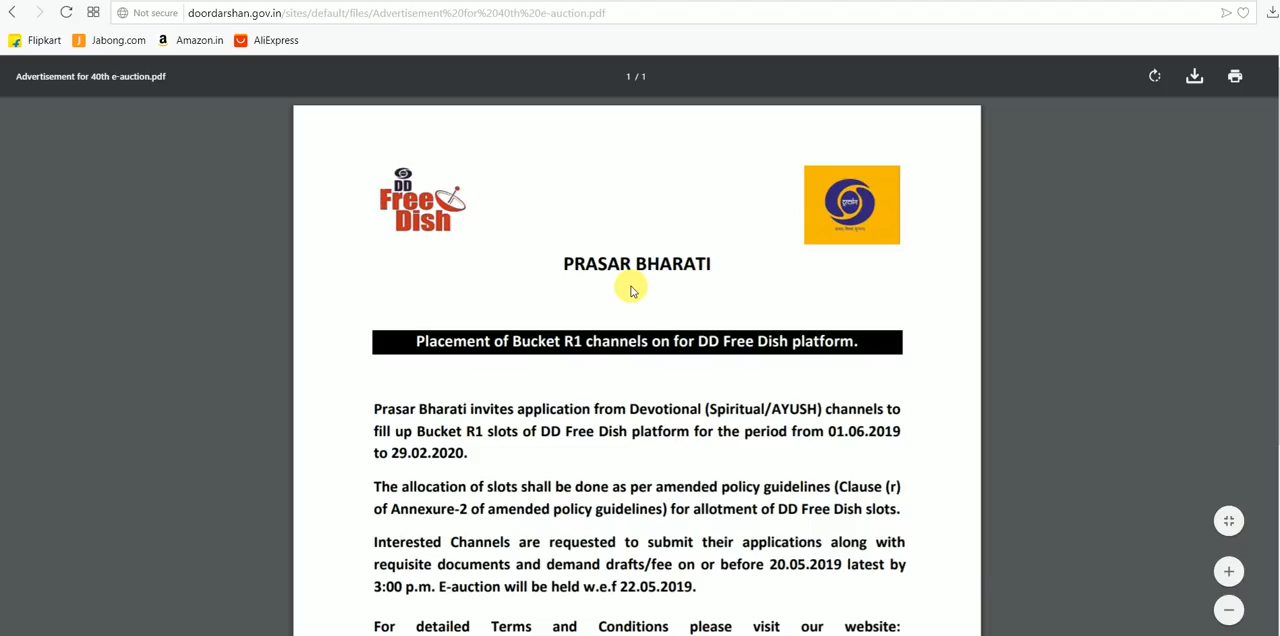 Not secure
doordarshan.gov.in/sites/default/files/Advertisement%20for%2040th%20e-auction.pdf
Flipkart
Jabong.com
Amazon.in
AliExpress
Advertisement for 40th e-auction.pdf
1 / 1
DD
Free
Dish
दूरदर्शन
PRASAR BHARATI
Placement of Bucket R1 channels on for DD Free Dish platform.
Prasar Bharati invites application from Devotional (Spiritual/AYUSH) channels to
fill up Bucket R1 slots of DD Free Dish platform for the period from 01.06.2019
to 29.02.2020.
The allocation of slots shall be done as per amended policy guidelines (Clause (r)
of Annexure-2 of amended policy guidelines) for allotment of DD Free Dish slots.
Interested Channels are requested to submit their applications along with
requisite documents and demand drafts/fee on or before 20.05.2019 latest by
3:00 p.m. E-auction will be held w.e.f 22.05.2019.
For detailed Terms and Conditions please visit our website: